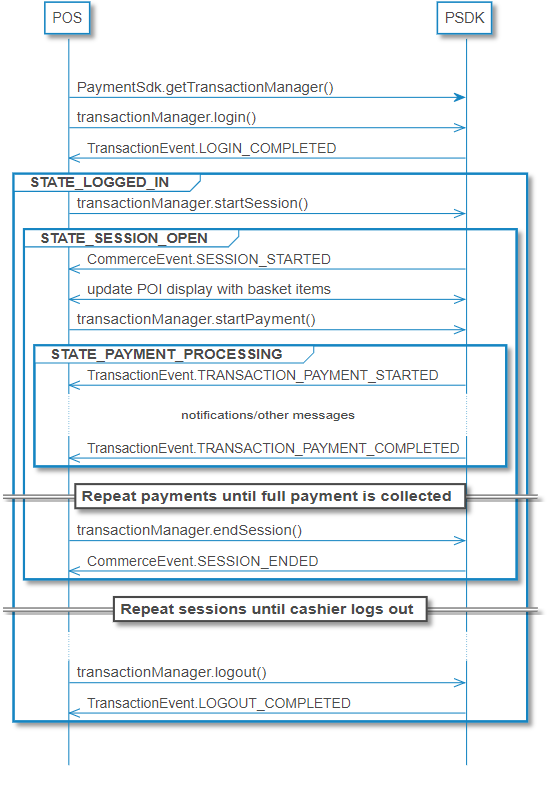 POS
PSDK
PaymentSdk.getTransactionManager()
transactionManager.login()
TransactionEvent.LOGIN_COMPLETED
STATE_LOGGED_IN
transactionManager.startSession()
STATE_SESSION_OPEN
CommerceEvent.SESSION_STARTED
update POI display with basket items
transactionManager.startPayment()
STATE_PAYMENT_PROCESSING
TransactionEvent.TRANSACTION_PAYMENT_STARTED
notifications/other messages
TransactionEvent.TRANSACTION_PAYMENT_COMPLETED
Repeat payments until full payment is collected
transactionManager.endSession()
CommerceEvent.SESSION_ENDED
Repeat sessions until cashier logs out
transactionManager.logout()
TransactionEvent.LOGOUT_COMPLETED